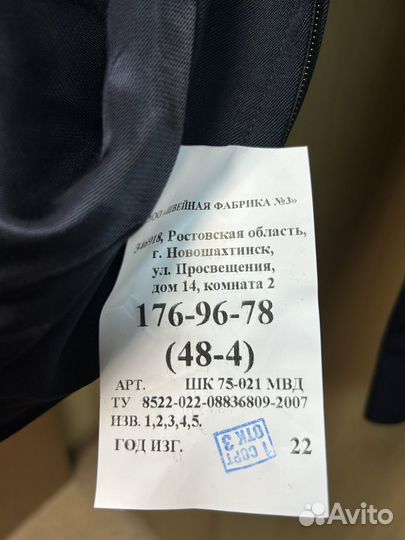 ООО «ШВЕЙНАЯ ФАБРИКА №3»
346918, Ростовская область,
г. Новошахтинск,
ул. Просвещения,
дом 14, комната 2
176-96-78
(48-4)
АРТ. ШК 75-021 МВД
ТУ 8522-022-08836809-2007
ИЗВ. 1,2,3,4,5.
ГОД ИЗГ. 22
1 СОРТ
ОТК 3
Avito